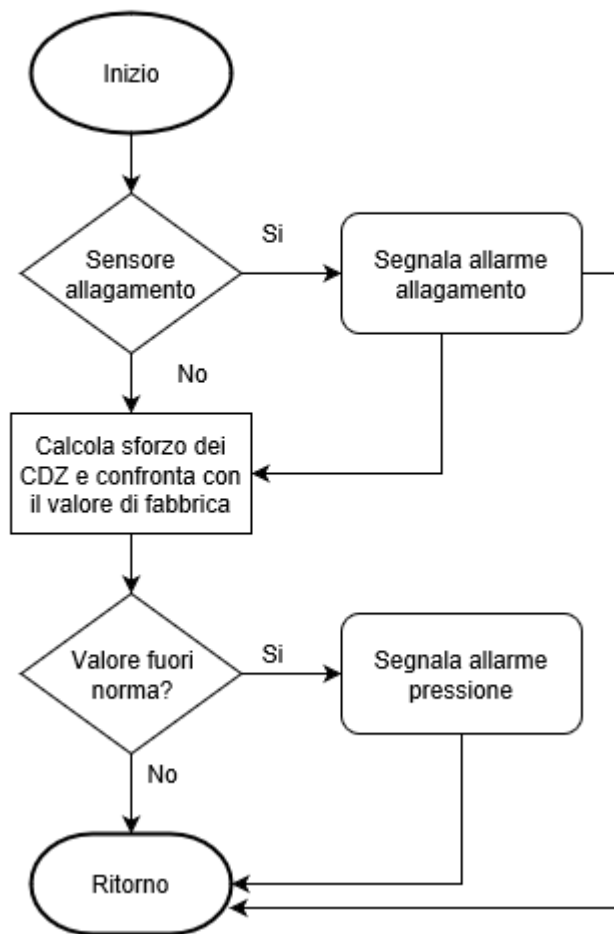 Inizio
Sensore
allagamento
Si
Segnala allarme
allagamento
No
Calcola sforzo dei
CDZ e confronta con
il valore di fabbrica
Valore fuori
norma?
Si
Segnala allarme
pressione
No
Ritorno